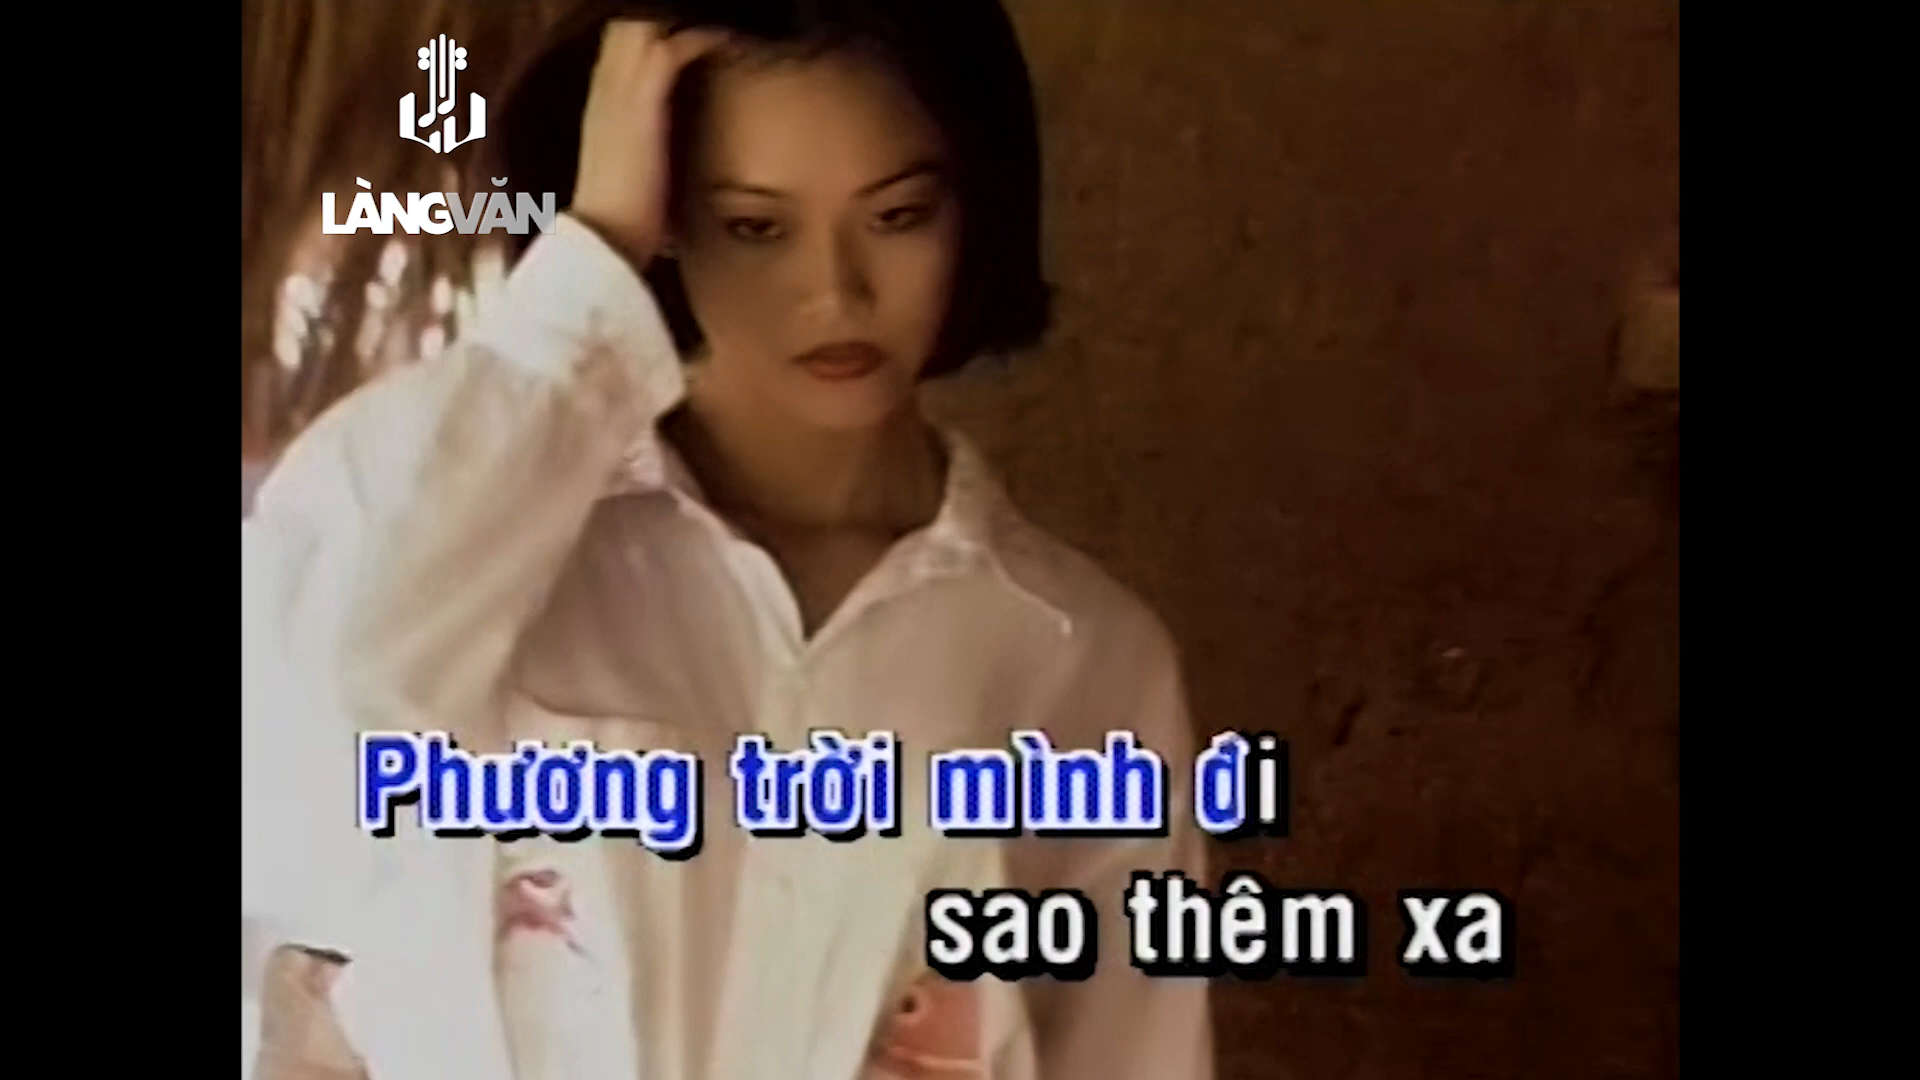 LÀNGVĂN
Phương trời mình đi
sao thêm xa